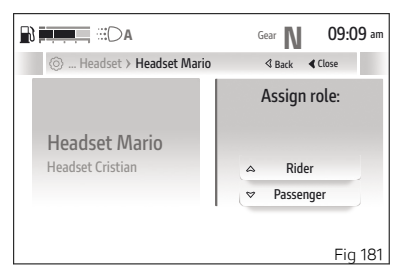 A Gear N 09:09 am
... Headset › Headset Mario Back Close
Assign role:
Headset Mario
Headset Cristian
Rider
Passenger
Fig 181